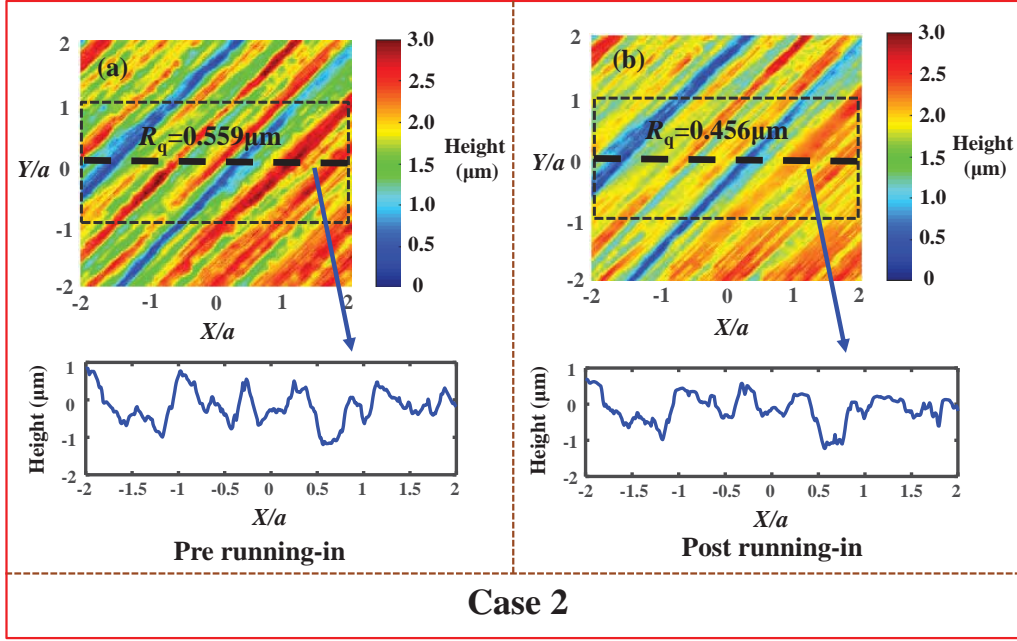 (a)
R_q=0.559μm
Y/a
2
1
0
-1
-2
-2 -1 0 1 2
X/a
3.0
2.5
2.0
1.5
1.0
0.5
0
Height
(μm)
(b)
R_q=0.456μm
Y/a
2
1
0
-1
-2
-2 -1 0 1 2
X/a
3.0
2.5
2.0
1.5
1.0
0.5
0
Height
(μm)
Height (μm)
1
0
-1
-2
-2 -1.5 -1 -0.5 0 0.5 1 1.5 2
X/a
Pre running-in
Height (μm)
1
0
-1
-2
-2 -1.5 -1 -0.5 0 0.5 1 1.5 2
X/a
Post running-in
Case 2